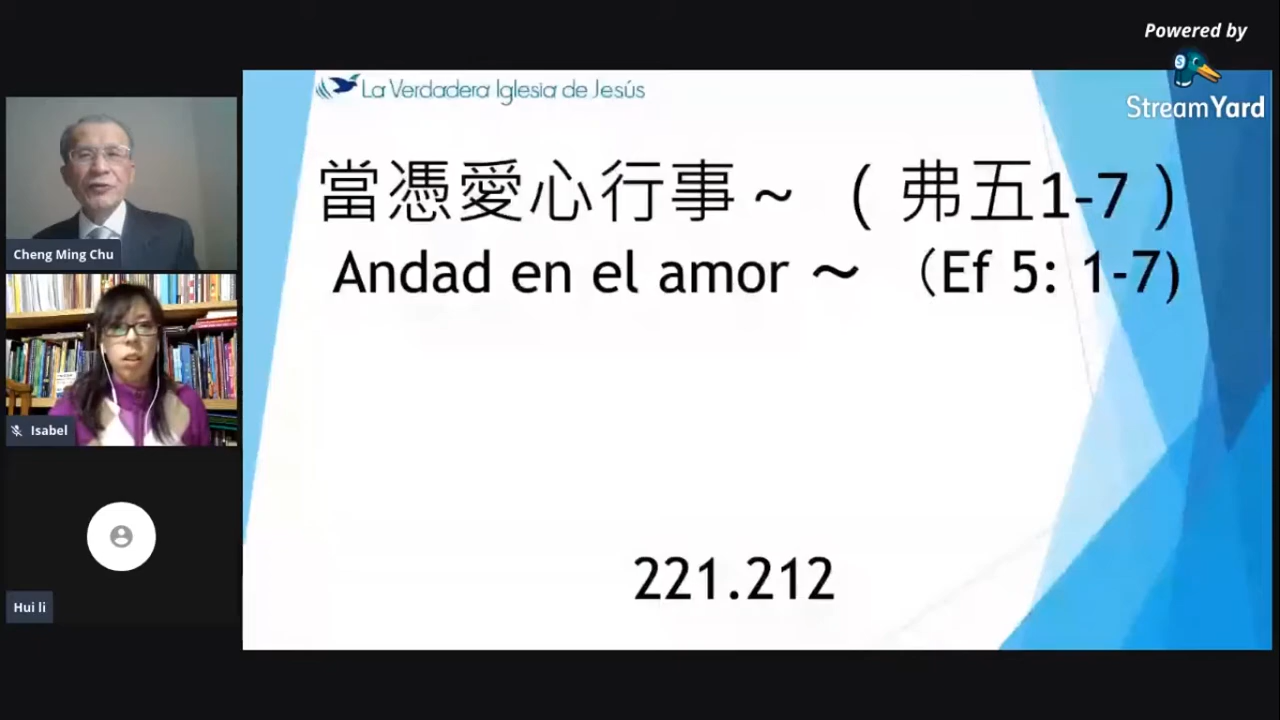 Powered by
StreamYard
La Verdadera Iglesia de Jesús
當憑愛心行事~ (弗五1-7)
Andad en el amor ~ (Ef 5: 1-7)
221.212
Cheng Ming Chu
Isabel
Hui li